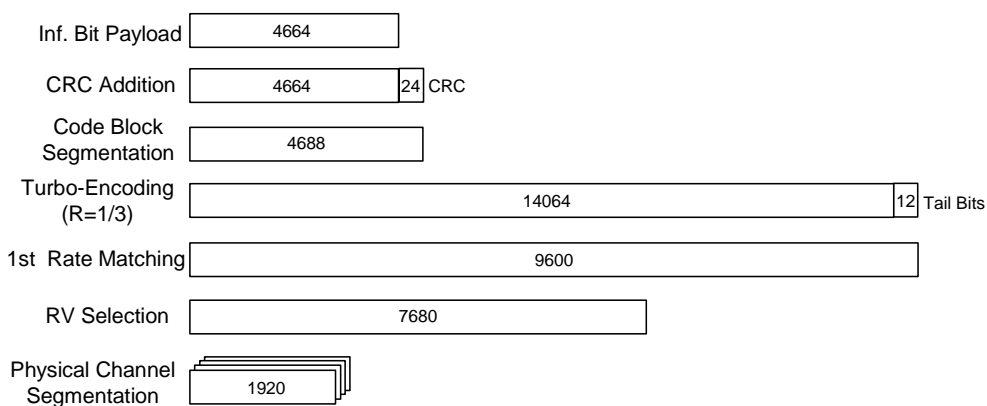 Inf. Bit Payload 4664
CRC Addition 4664 24 CRC
Code Block
Segmentation 4688
Turbo-Encoding
(R=1/3) 14064 12 Tail Bits
1st Rate Matching 9600
RV Selection 7680
Physical Channel
Segmentation 1920